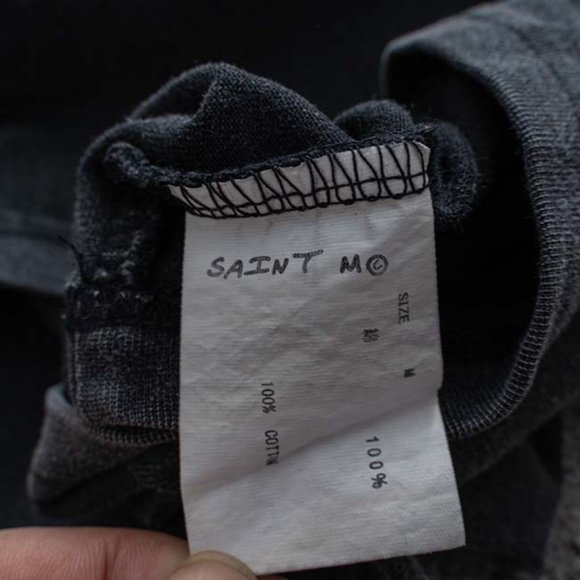 SAINT M©
SIZE M
綿 100%
100% COTTON